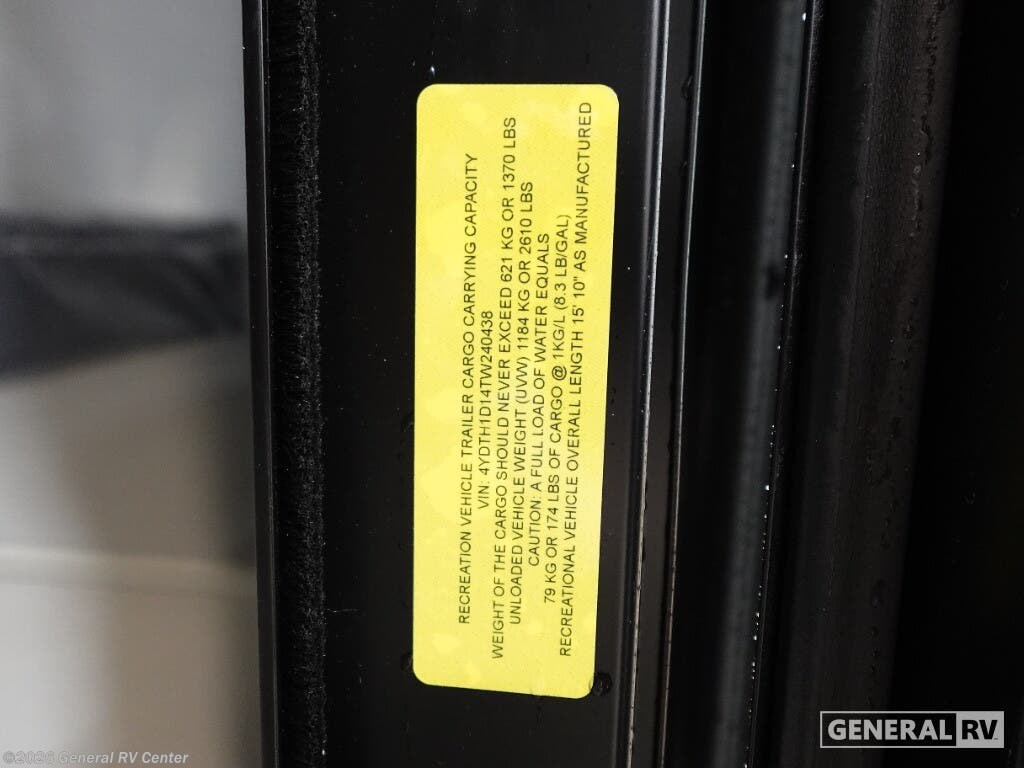 RECREATION VEHICLE TRAILER CARGO CARRYING CAPACITY
VIN: 4YDTH1D14TW240438
WEIGHT OF THE CARGO SHOULD NEVER EXCEED 621 KG OR 1370 LBS
UNLOADED VEHICLE WEIGHT (UVW) 1184 KG OR 2610 LBS
CAUTION: A FULL LOAD OF WATER EQUALS
79 KG OR 174 LBS OF CARGO @ 1KG/L (8.3 LB/GAL)
RECREATIONAL VEHICLE OVERALL LENGTH 15' 10" AS MANUFACTURED
GENERAL RV
©2026 General RV Center